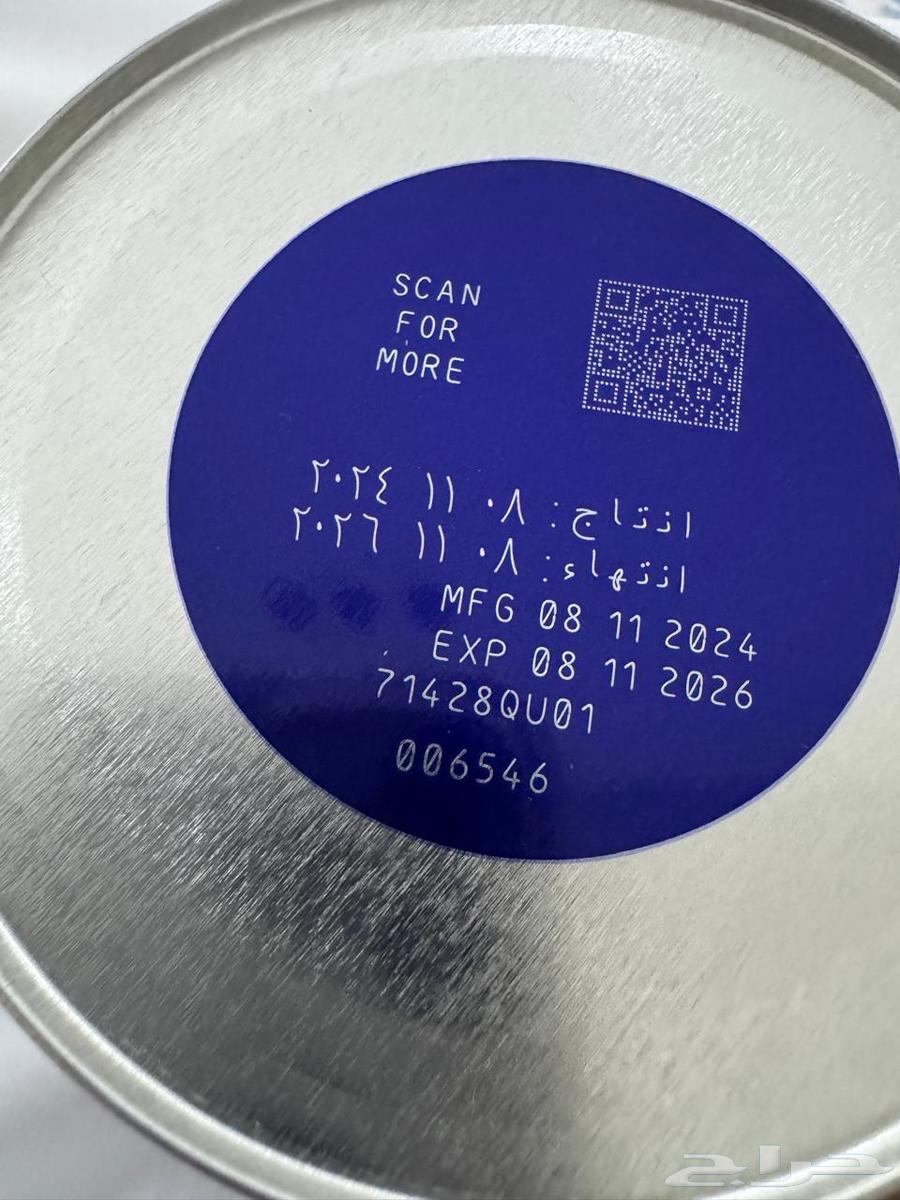 SCAN
FOR
MORE
انتاج: ٠٨ ١١ ٢٠٢٤
انتهاء: ٠٨ ١١ ٢٠٢٦
MFG 08 11 2024
EXP 08 11 2026
71428QU01
006546
حراج